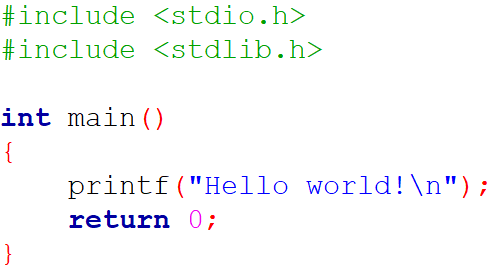 #include <stdio.h>
#include <stdlib.h>

int main()
{
    printf("Hello world!\n");
    return 0;
}